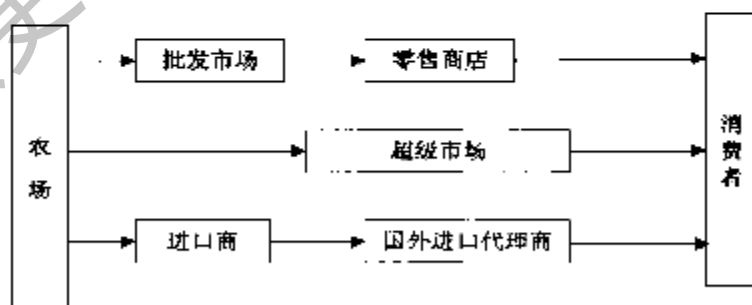 农场
批发市场
零售商店
超级市场
进口商
国外进口代理商
消费者